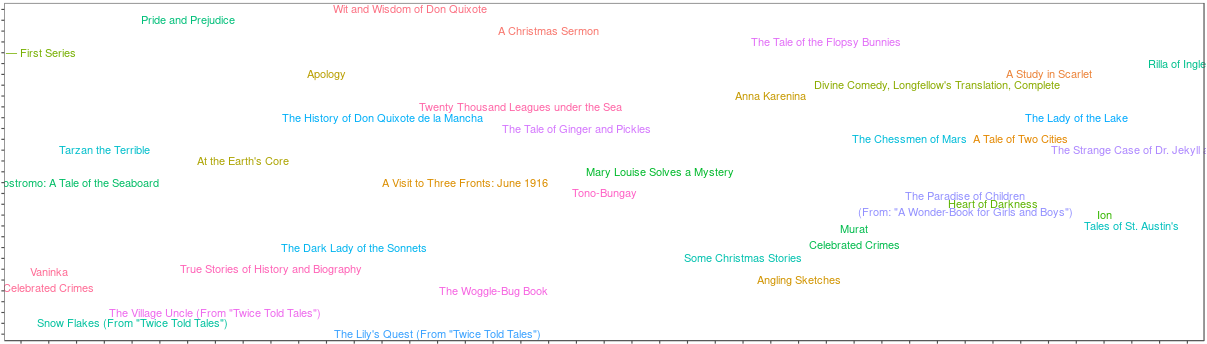 Wit and Wisdom of Don Quixote
Pride and Prejudice
A Christmas Sermon
The Tale of the Flopsy Bunnies
First Series
Rilla of Ingle
Apology
A Study in Scarlet
Divine Comedy, Longfellow's Translation, Complete
Anna Karenina
Twenty Thousand Leagues under the Sea
The History of Don Quixote de la Mancha
The Lady of the Lake
The Tale of Ginger and Pickles
The Chessmen of Mars
A Tale of Two Cities
Tarzan the Terrible
The Strange Case of Dr. Jekyll
At the Earth's Core
Mary Louise Solves a Mystery
ostromo: A Tale of the Seaboard
A Visit to Three Fronts: June 1916
Tono-Bungay
The Paradise of Children
(From: "A Wonder-Book for Girls and Boys")
Heart of Darkness
Ion
Tales of St. Austin's
Murat
Celebrated Crimes
The Dark Lady of the Sonnets
Some Christmas Stories
True Stories of History and Biography
Vaninka
Celebrated Crimes
Angling Sketches
The Woggle-Bug Book
The Village Uncle (From "Twice Told Tales")
Snow Flakes (From "Twice Told Tales")
The Lily's Quest (From "Twice Told Tales")